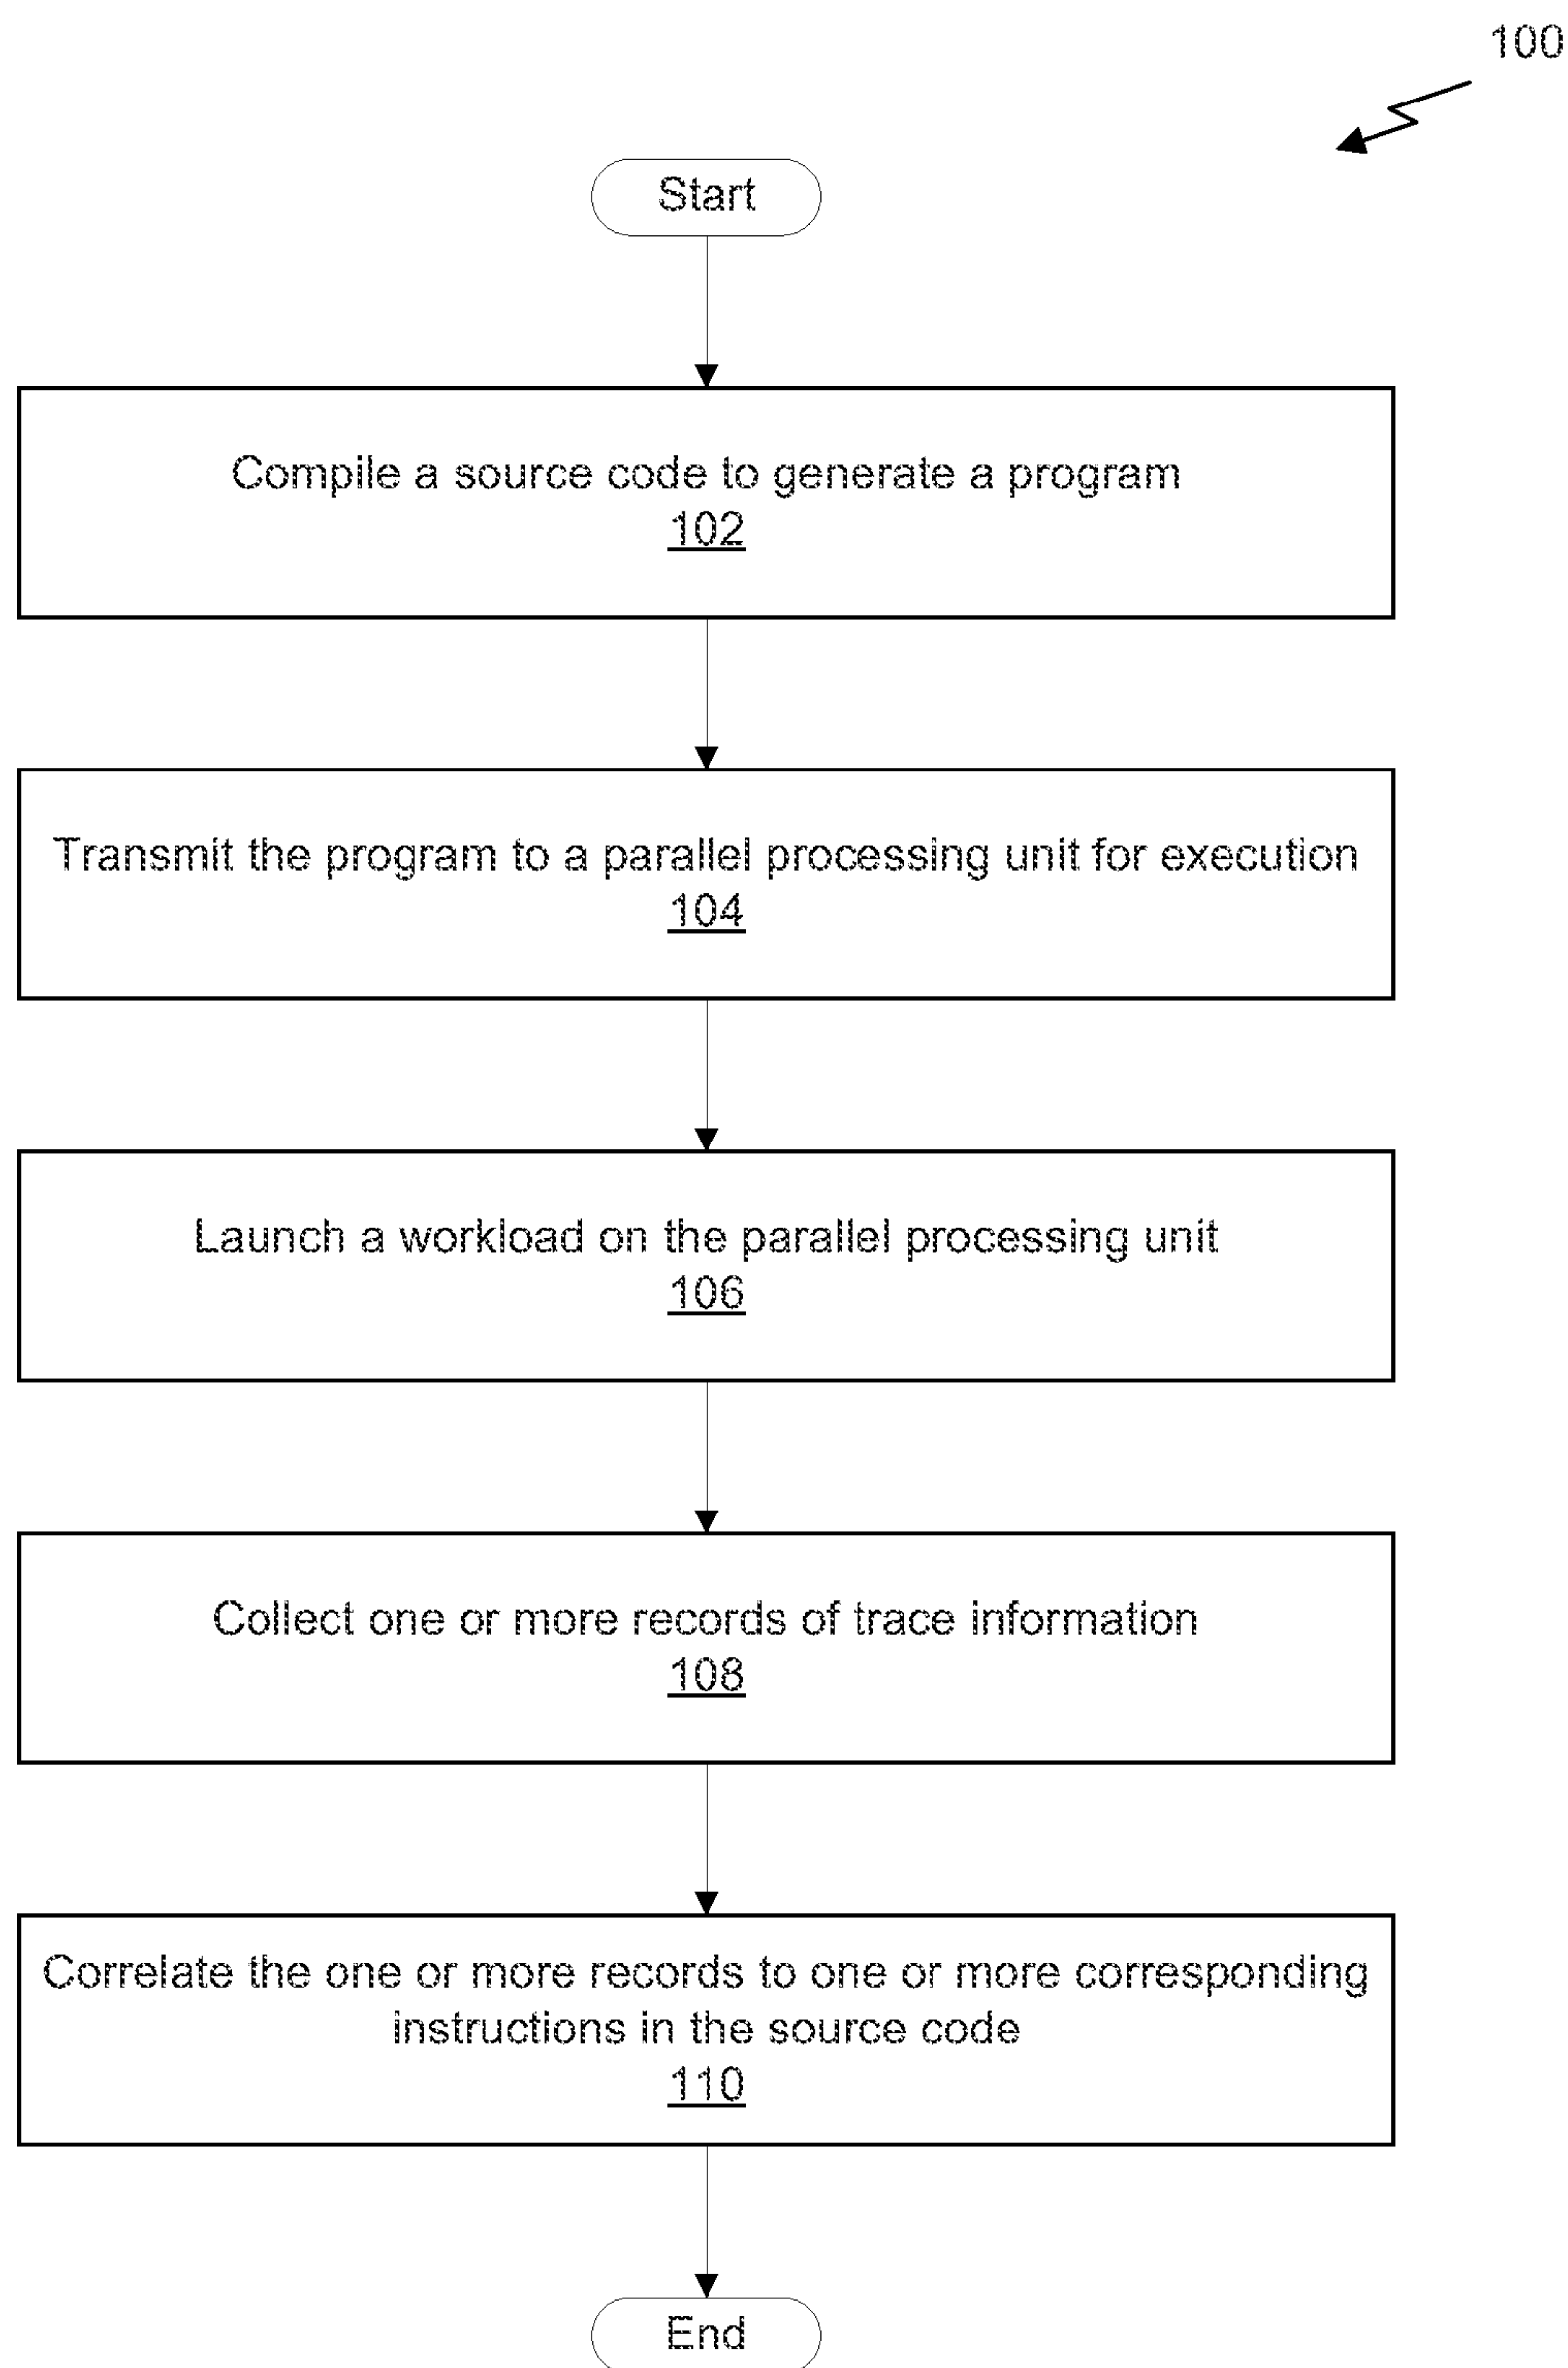 100
Start
Compile a source code to generate a program
102
Transmit the program to a parallel processing unit for execution
104
Launch a workload on the parallel processing unit
106
Collect one or more records of trace information
108
Correlate the one or more records to one or more corresponding
instructions in the source code
110
End